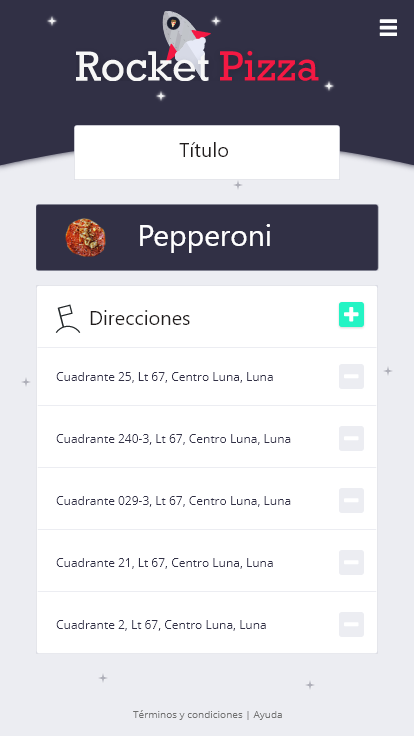 Rocket Pizza
Título
Pepperoni
Direcciones
Cuadrante 25, Lt 67, Centro Luna, Luna
Cuadrante 240-3, Lt 67, Centro Luna, Luna
Cuadrante 029-3, Lt 67, Centro Luna, Luna
Cuadrante 21, Lt 67, Centro Luna, Luna
Cuadrante 2, Lt 67, Centro Luna, Luna
Términos y condiciones | Ayuda